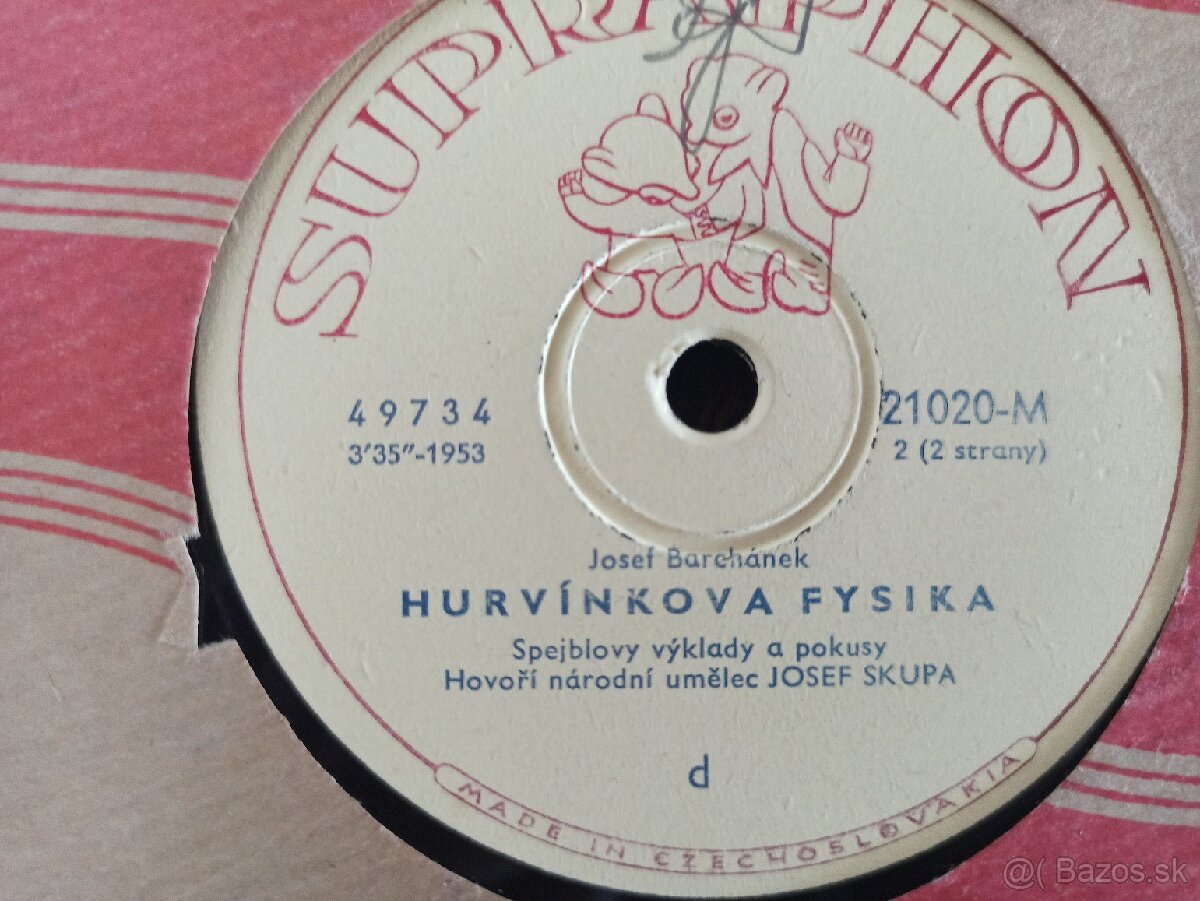 SUPRAPHON
49734
3'35"-1953
21020-M
2 (2 strany)
Josef Barchánek
HURVÍNKOVA FYSIKA
Spejblovy výklady a pokusy
Hovoří národní umělec JOSEF SKUPA
d
MADE IN CZECHOSLOVAKIA
@( Bazos.sk